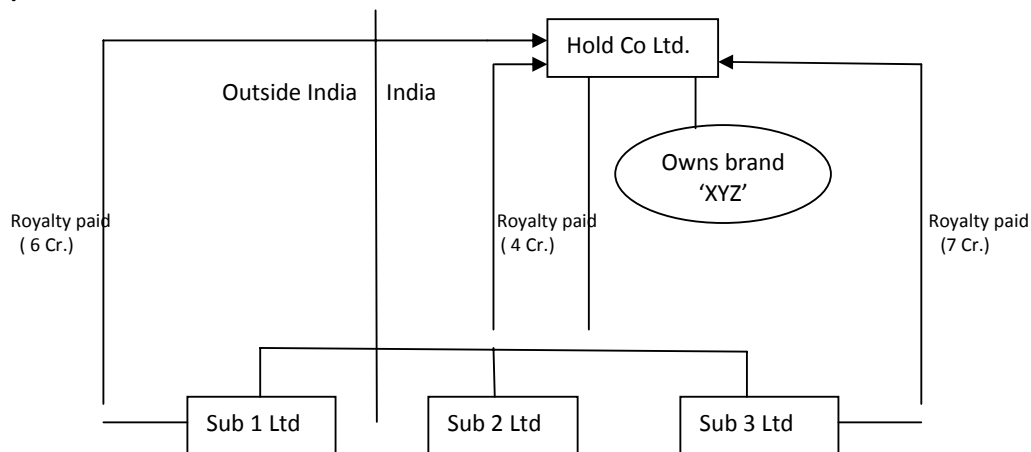 Hold Co Ltd.
Outside India
India
Owns brand
‘XYZ’
Royalty paid
( 6 Cr.)
Royalty paid
( 4 Cr.)
Royalty paid
(7 Cr.)
Sub 1 Ltd
Sub 2 Ltd
Sub 3 Ltd